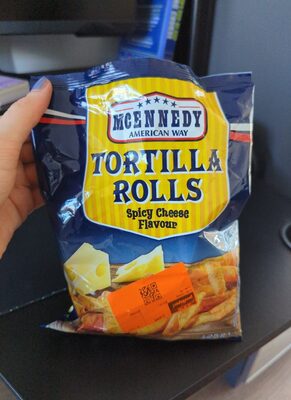 McENNEDY
AMERICAN WAY
TORTILLA
ROLLS
Spicy Cheese
Flavour